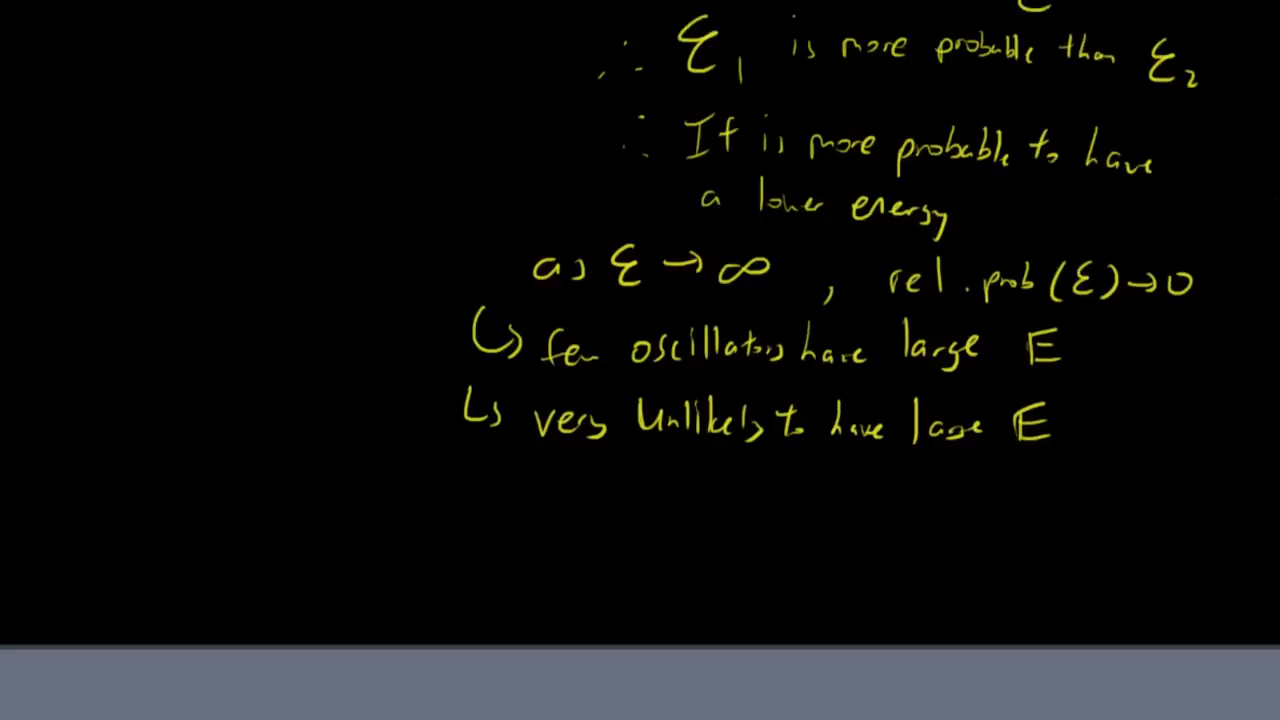 ∴ ε₁ is more probable than ε₂
∴ It is more probable to have
a lower energy
as ε → ∞ , rel. prob(ε) → 0
↳ few oscillators have large E
↳ very unlikely to have large E